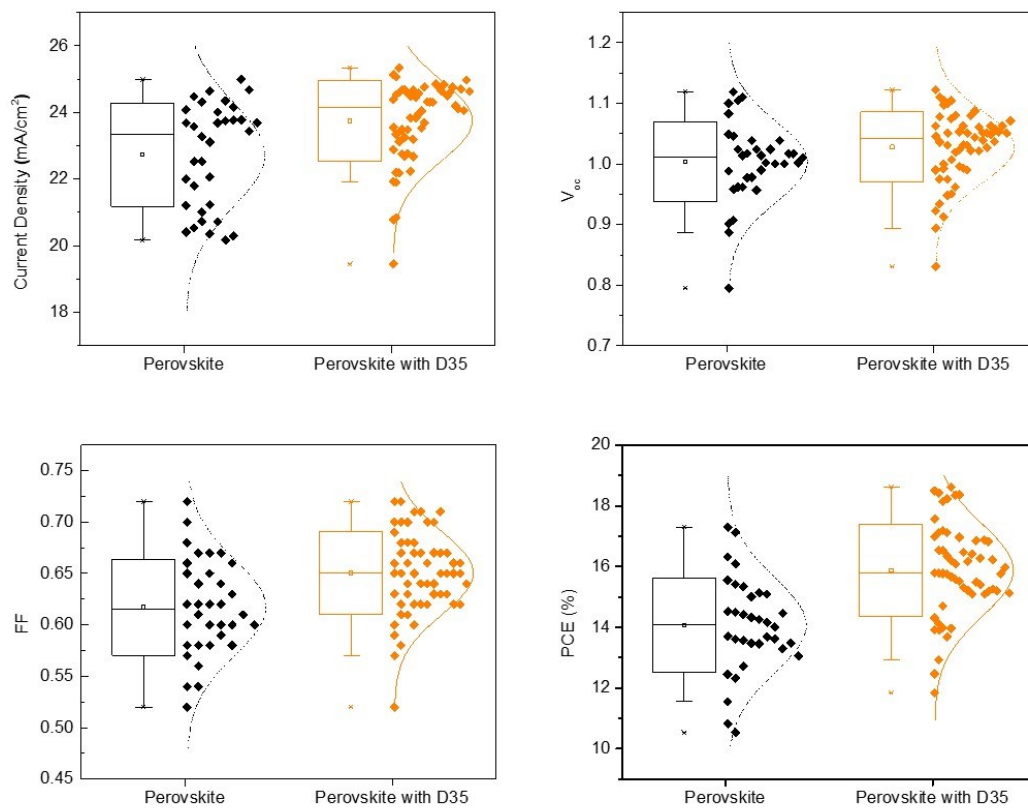 Current Density (mA/cm²)
26
24
22
20
18
Perovskite
Perovskite with D35
Voc
1.2
1.1
1.0
0.9
0.8
0.7
Perovskite
Perovskite with D35
FF
0.75
0.70
0.65
0.60
0.55
0.50
0.45
Perovskite
Perovskite with D35
PCE (%)
20
18
16
14
12
10
Perovskite
Perovskite with D35